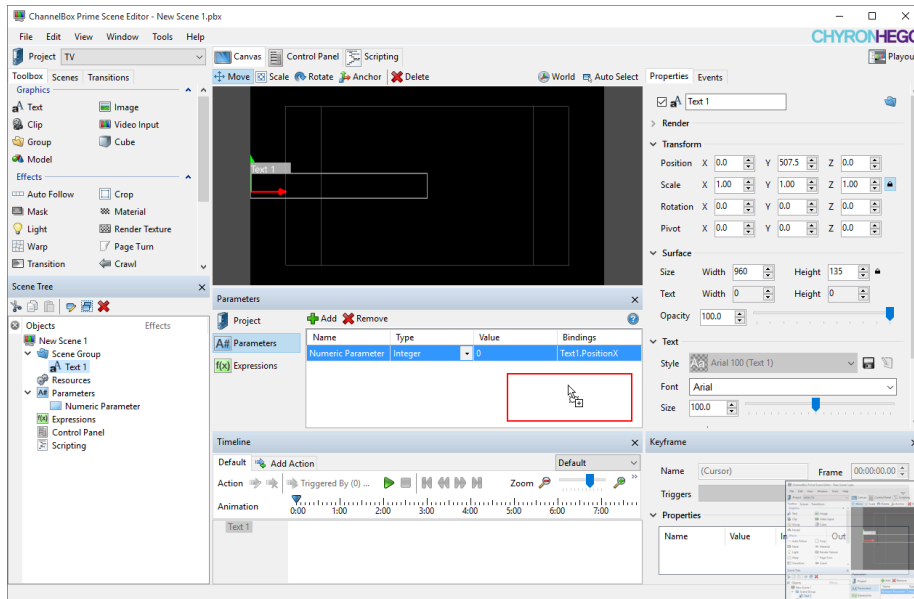 ChannelBox Prime Scene Editor - New Scene 1.pbx
File Edit View Window Tools Help
CHYRONHEGO
Project TV
Canvas Control Panel Scripting
Playou
Toolbox Scenes Transitions
Move Scale Rotate Anchor Delete World Auto Select
Properties Events
Graphics
Text Image
Clip Video Input
Group Cube
Model
Effects
Auto Follow Crop
Mask Material
Light Render Texture
Warp Page Turn
Transition Crawl
Text 1
Text 1
Render
Transform
Position X 0.0 Y 507.5 Z 0.0
Scale X 1.00 Y 1.00 Z 1.00
Rotation X 0.0 Y 0.0 Z 0.0
Pivot X 0.0 Y 0.0 Z 0.0
Surface
Size Width 960 Height 135
Text Width 0 Height 0
Opacity 100.0
Text
Style Aa Arial 100 (Text 1)
Font Arial
Size 100.0
Scene Tree
Objects Effects
New Scene 1
Scene Group
a Text 1
Resources
A# Parameters
Numeric Parameter
f(x) Expressions
Control Panel
Scripting
Parameters
Project Add Remove
A# Parameters
f(x) Expressions
Name Type Value Bindings
Numeric Parameter Integer 0 Text1.PositionX
Timeline
Default Add Action Default
Action Triggered By (0) ... Zoom
Animation 0:00 1:00 2:00 3:00 4:00 5:00 6:00 7:00
Text 1
Keyframe
Name (Cursor) Frame 00:00:00.00
Triggers
Properties
Name Value In Out